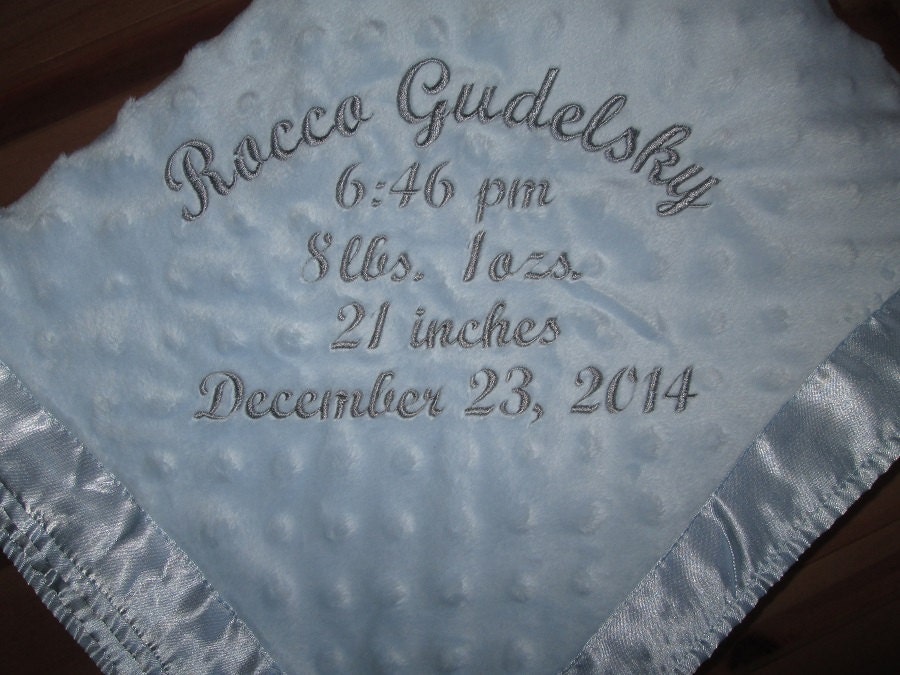 Rocco Gudelsky
6:46 pm
8lbs. 1ozs.
21 inches
December 23, 2014